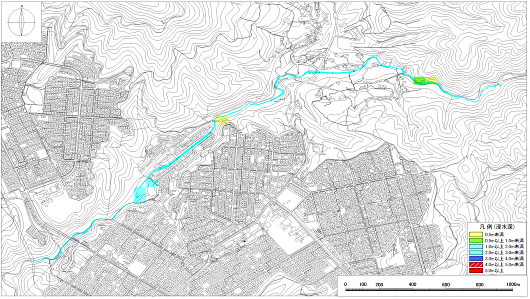 凡 例 (浸水深)
0.5m未満
0.5m以上 1.0m未満
1.0m以上 2.0m未満
2.0m以上 3.0m未満
3.0m以上 4.0m未満
4.0m以上 5.0m未満
5.0m以上
0 100 200 400 600 800 1000m